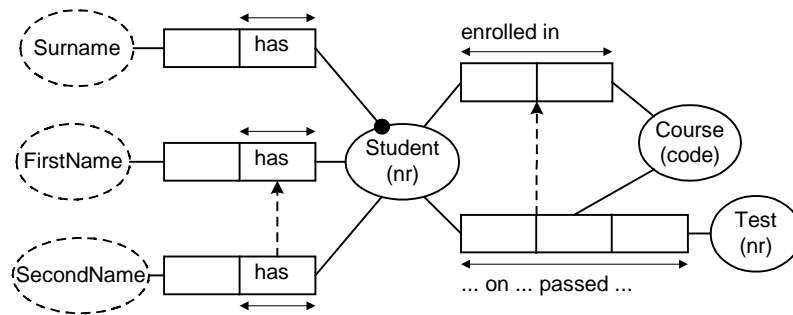 Surname
has
enrolled in
FirstName
has
Student
(nr)
Course
(code)
SecondName
has
Test
(nr)
... on ... passed ...